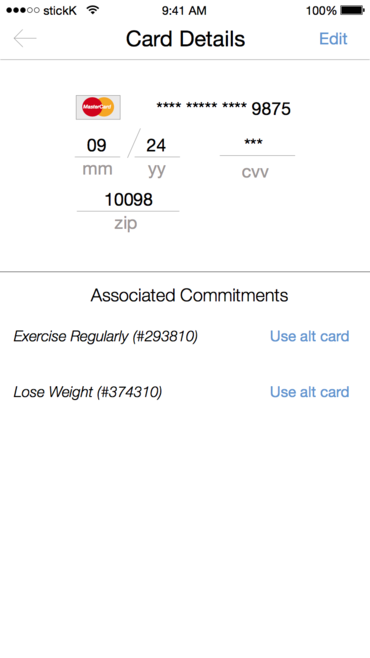 stickK 9:41 AM 100%
Card Details Edit
MasterCard **** ***** **** 9875
09 / 24 ***
mm yy cvv
10098
zip
Associated Commitments
Exercise Regularly (#293810) Use alt card
Lose Weight (#374310) Use alt card